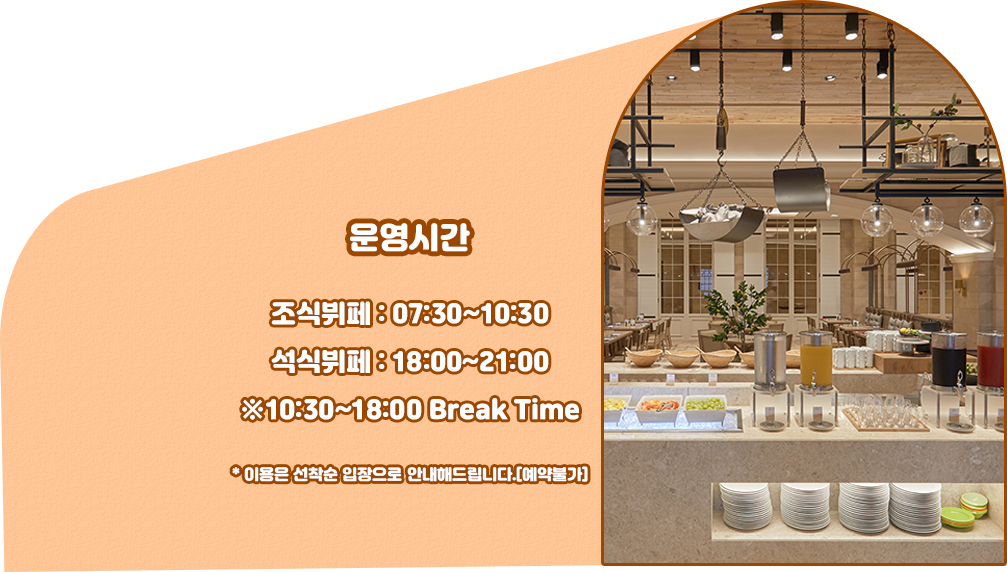 운영시간
조식뷔페 : 07:30~10:30
석식뷔페 : 18:00~21:00
※10:30~18:00 Break Time
* 이용은 선착순 입장으로 안내해드립니다.[예약불가]